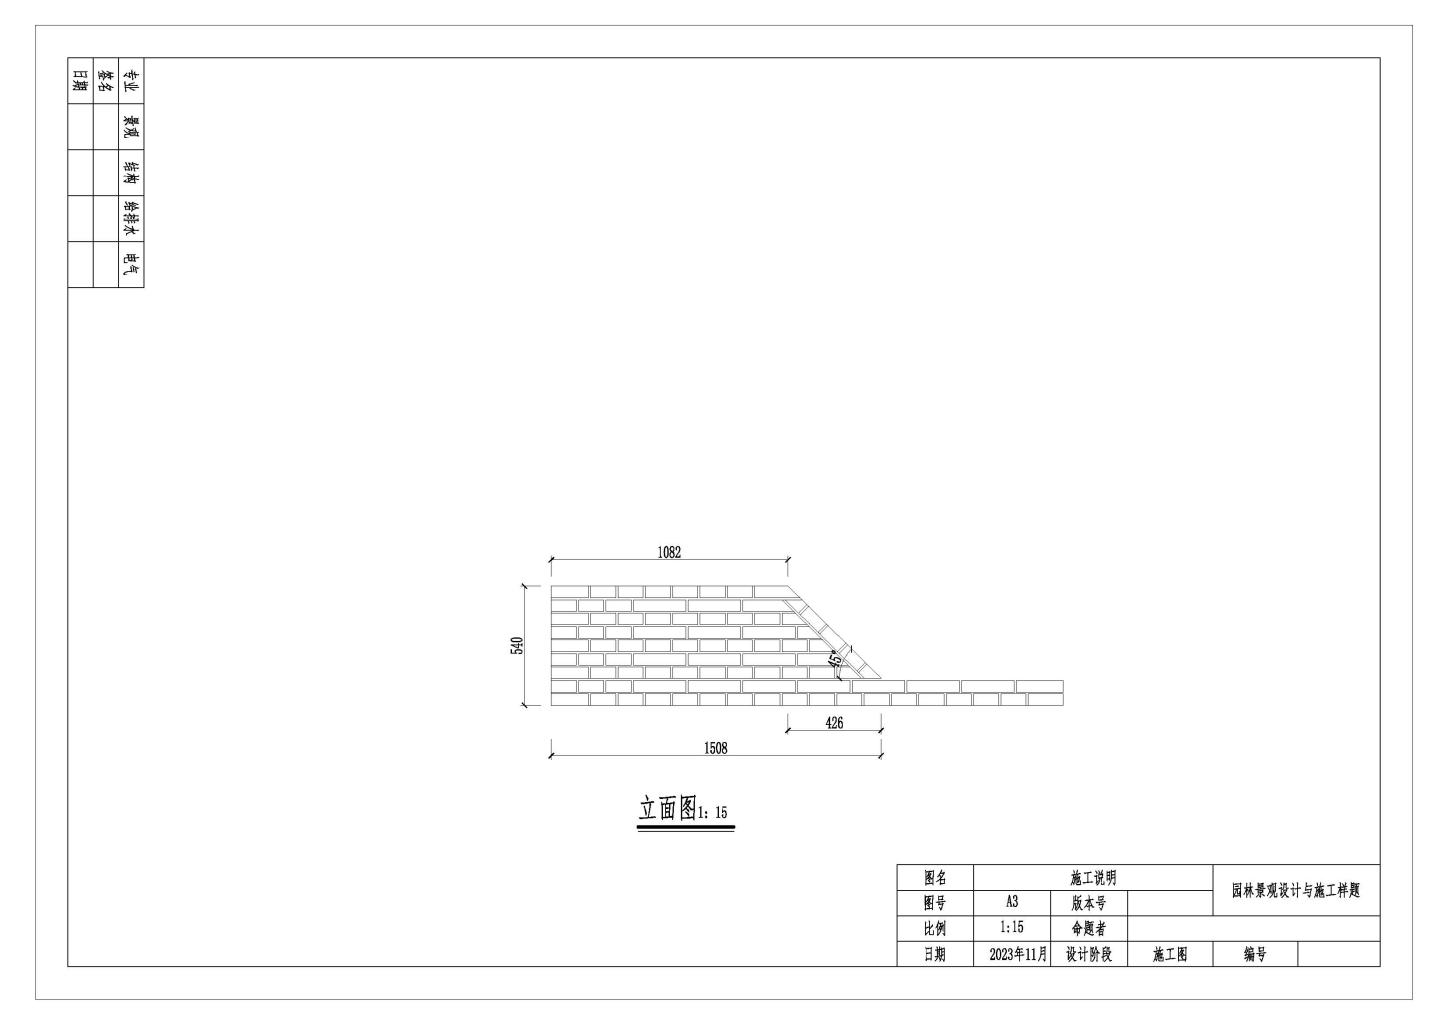 专业
签名
日期
景观
结构
给排水
电气
1082
540
45°
426
1508
立面图1: 15
图名 施工说明 园林景观设计与施工样题
图号 A3 版本号
比例 1:15 命题者
日期 2023年11月 设计阶段 施工图 编号